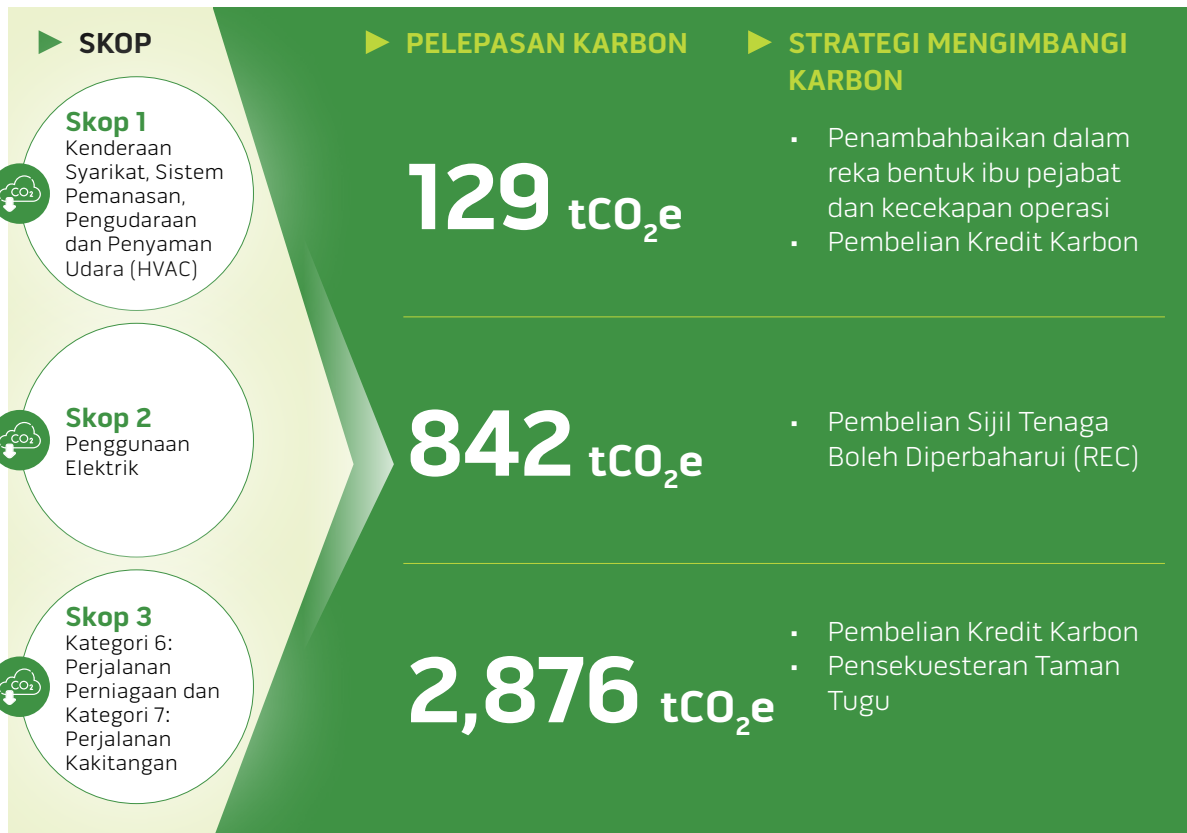 SKOP
PELEPASAN KARBON
STRATEGI MENGIMBANGI
KARBON
Skop 1
Kenderaan
Syarikat, Sistem
Pemanasan,
Pengudaraan
dan Penyaman
Udara (HVAC)
CO₂
129 tCO₂e
▪ Penambahbaikan dalam
reka bentuk ibu pejabat
dan kecekapan operasi
▪ Pembelian Kredit Karbon
Skop 2
Penggunaan
Elektrik
CO₂
842 tCO₂e
▪ Pembelian Sijil Tenaga
Boleh Diperbaharui (REC)
Skop 3
Kategori 6:
Perjalanan
Perniagaan dan
Kategori 7:
Perjalanan
Kakitangan
CO₂
2,876 tCO₂e
▪ Pembelian Kredit Karbon
▪ Pensekuesteran Taman
Tugu